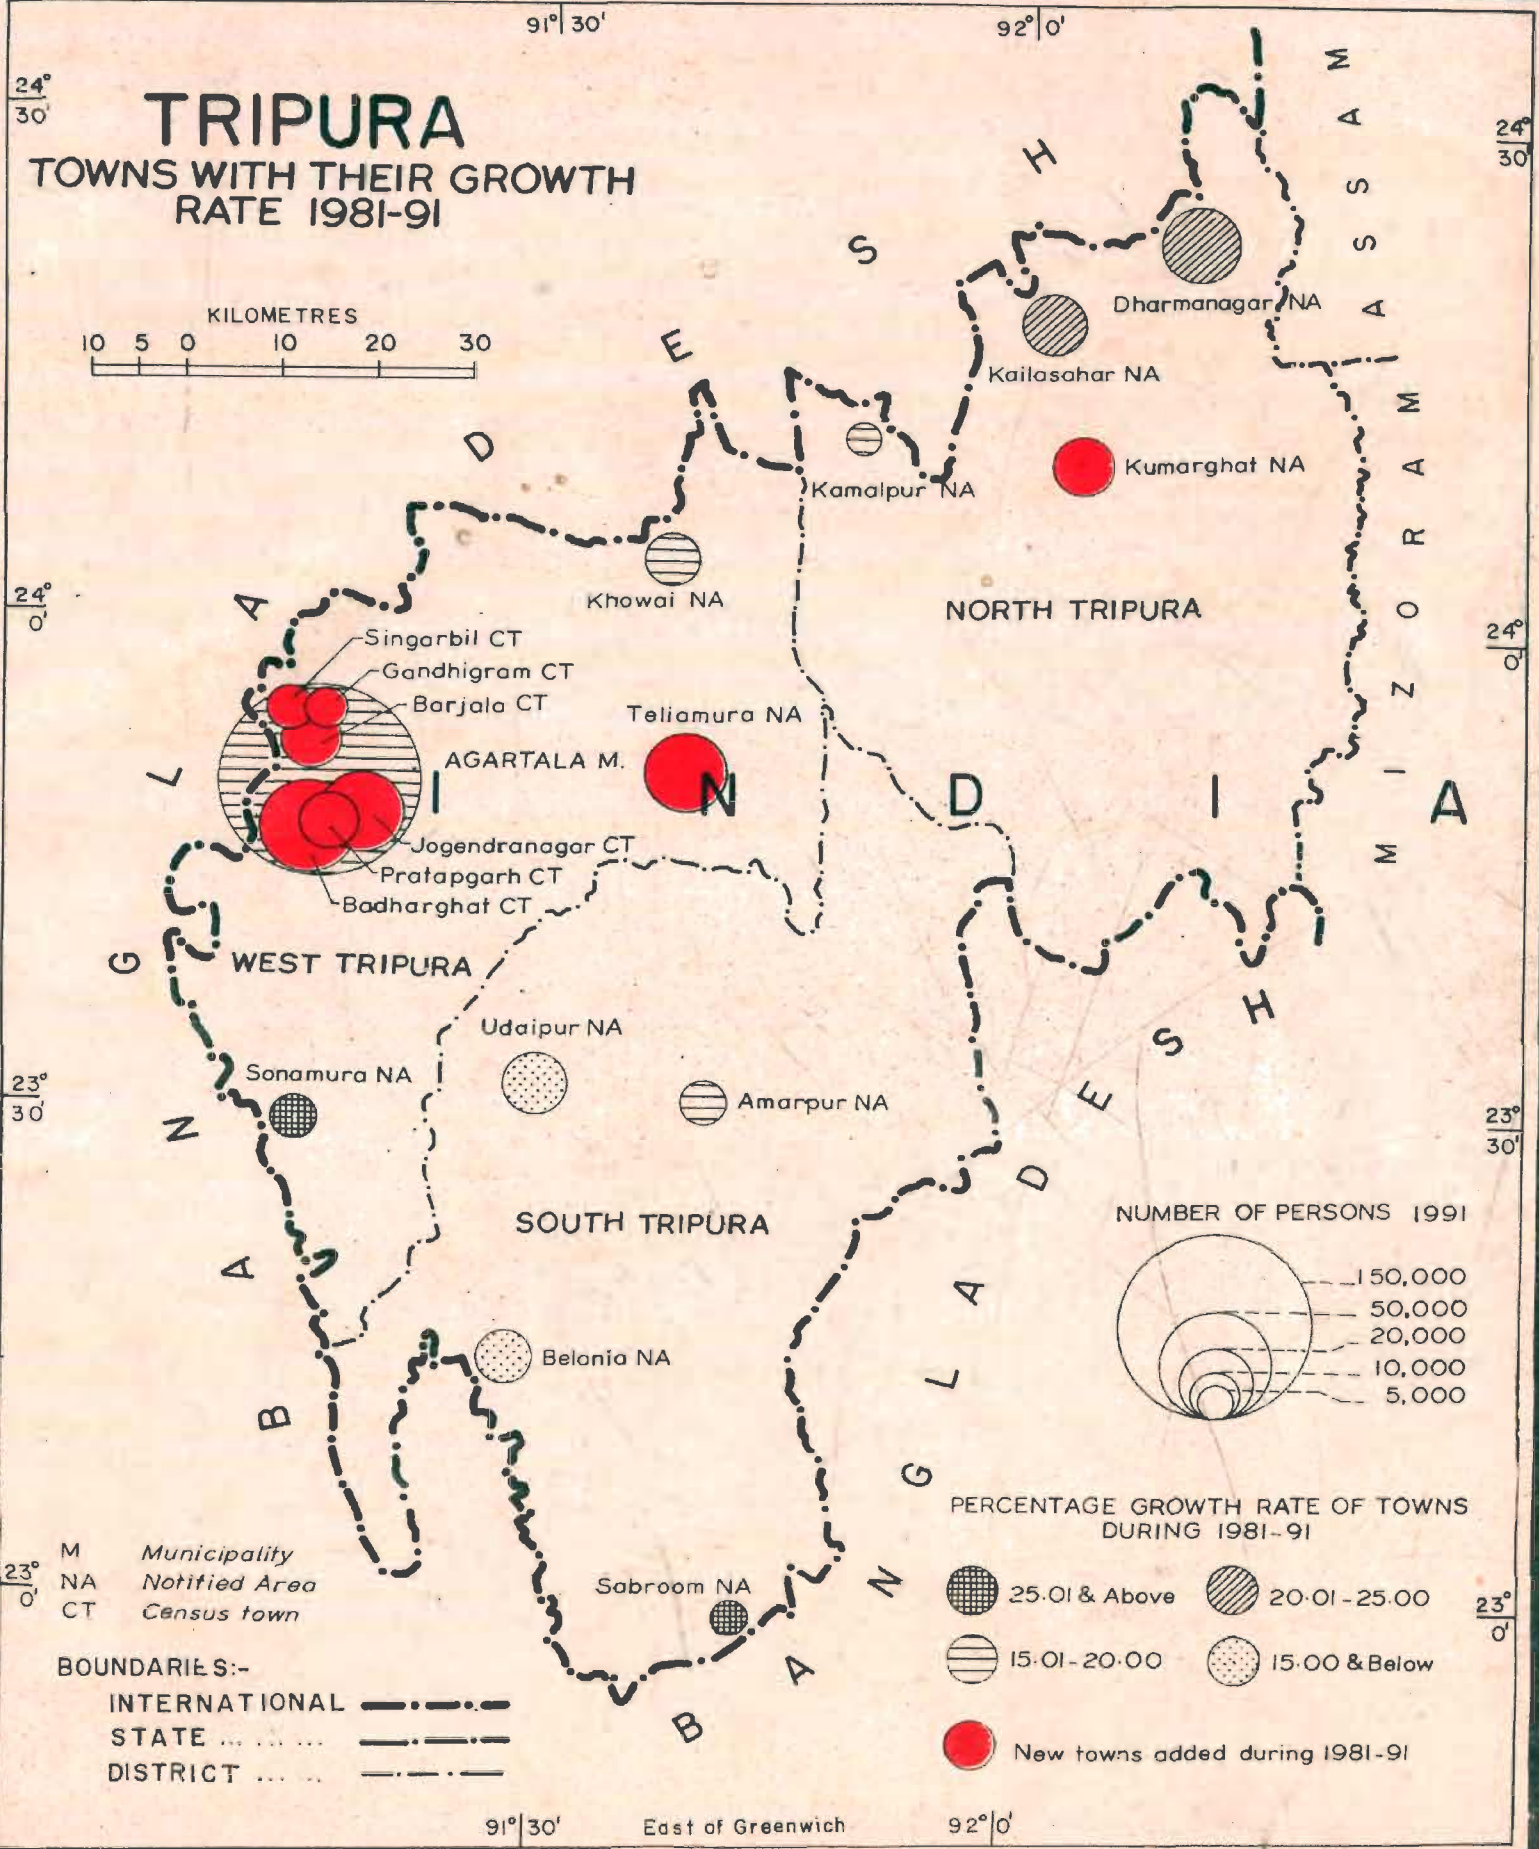 91° 30'
92° 0'
24° 30'
TRIPURA
TOWNS WITH THEIR GROWTH
RATE 1981-91
24° 30'
ASSAM
KILOMETRES
10 5 0 10 20 30
BANGLADESH
Dharmanagar NA
Kailasahar NA
MIZORAM
Kumarghat NA
Kamalpur NA
Khowai NA
24° 0'
NORTH TRIPURA
24° 0'
Singarbil CT
Gandhigram CT
Barjala CT
Teliamura NA
AGARTALA M.
INDIA
Jogendranagar CT
Pratapgarh CT
Badharghat CT
WEST TRIPURA
Udaipur NA
Sonamura NA
23° 30'
Amarpur NA
23° 30'
BANGLADESH
SOUTH TRIPURA
NUMBER OF PERSONS 1991
150,000
50,000
20,000
10,000
5,000
Belonia NA
PERCENTAGE GROWTH RATE OF TOWNS
DURING 1981-91
25·01 & Above
20·01-25·00
15·01-20·00
15·00 & Below
New towns added during 1981-91
Sabroom NA
23° 0'
23° 0'
M Municipality
NA Notified Area
CT Census town
BOUNDARIES:-
INTERNATIONAL
STATE ... ... ...
DISTRICT ... ...
91° 30'
East of Greenwich
92° 0'